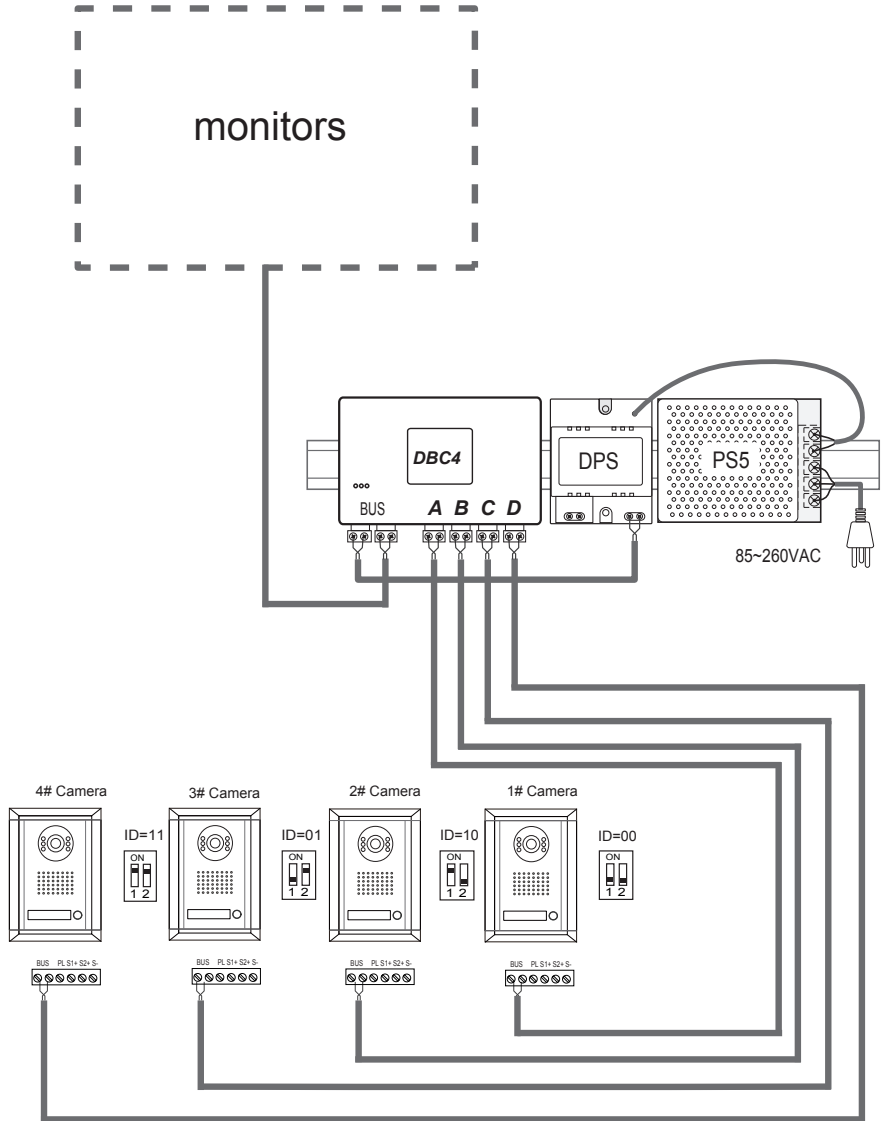 monitors
DBC4
DPS
PS5
BUS
A B C D
85~260VAC
4# Camera
3# Camera
2# Camera
1# Camera
ID=11
ID=01
ID=10
ID=00
ON
1 2
ON
1 2
ON
1 2
ON
1 2
BUS PL S1+ S2+ S-
BUS PL S1+ S2+ S-
BUS PL S1+ S2+ S-
BUS PL S1+ S2+ S-